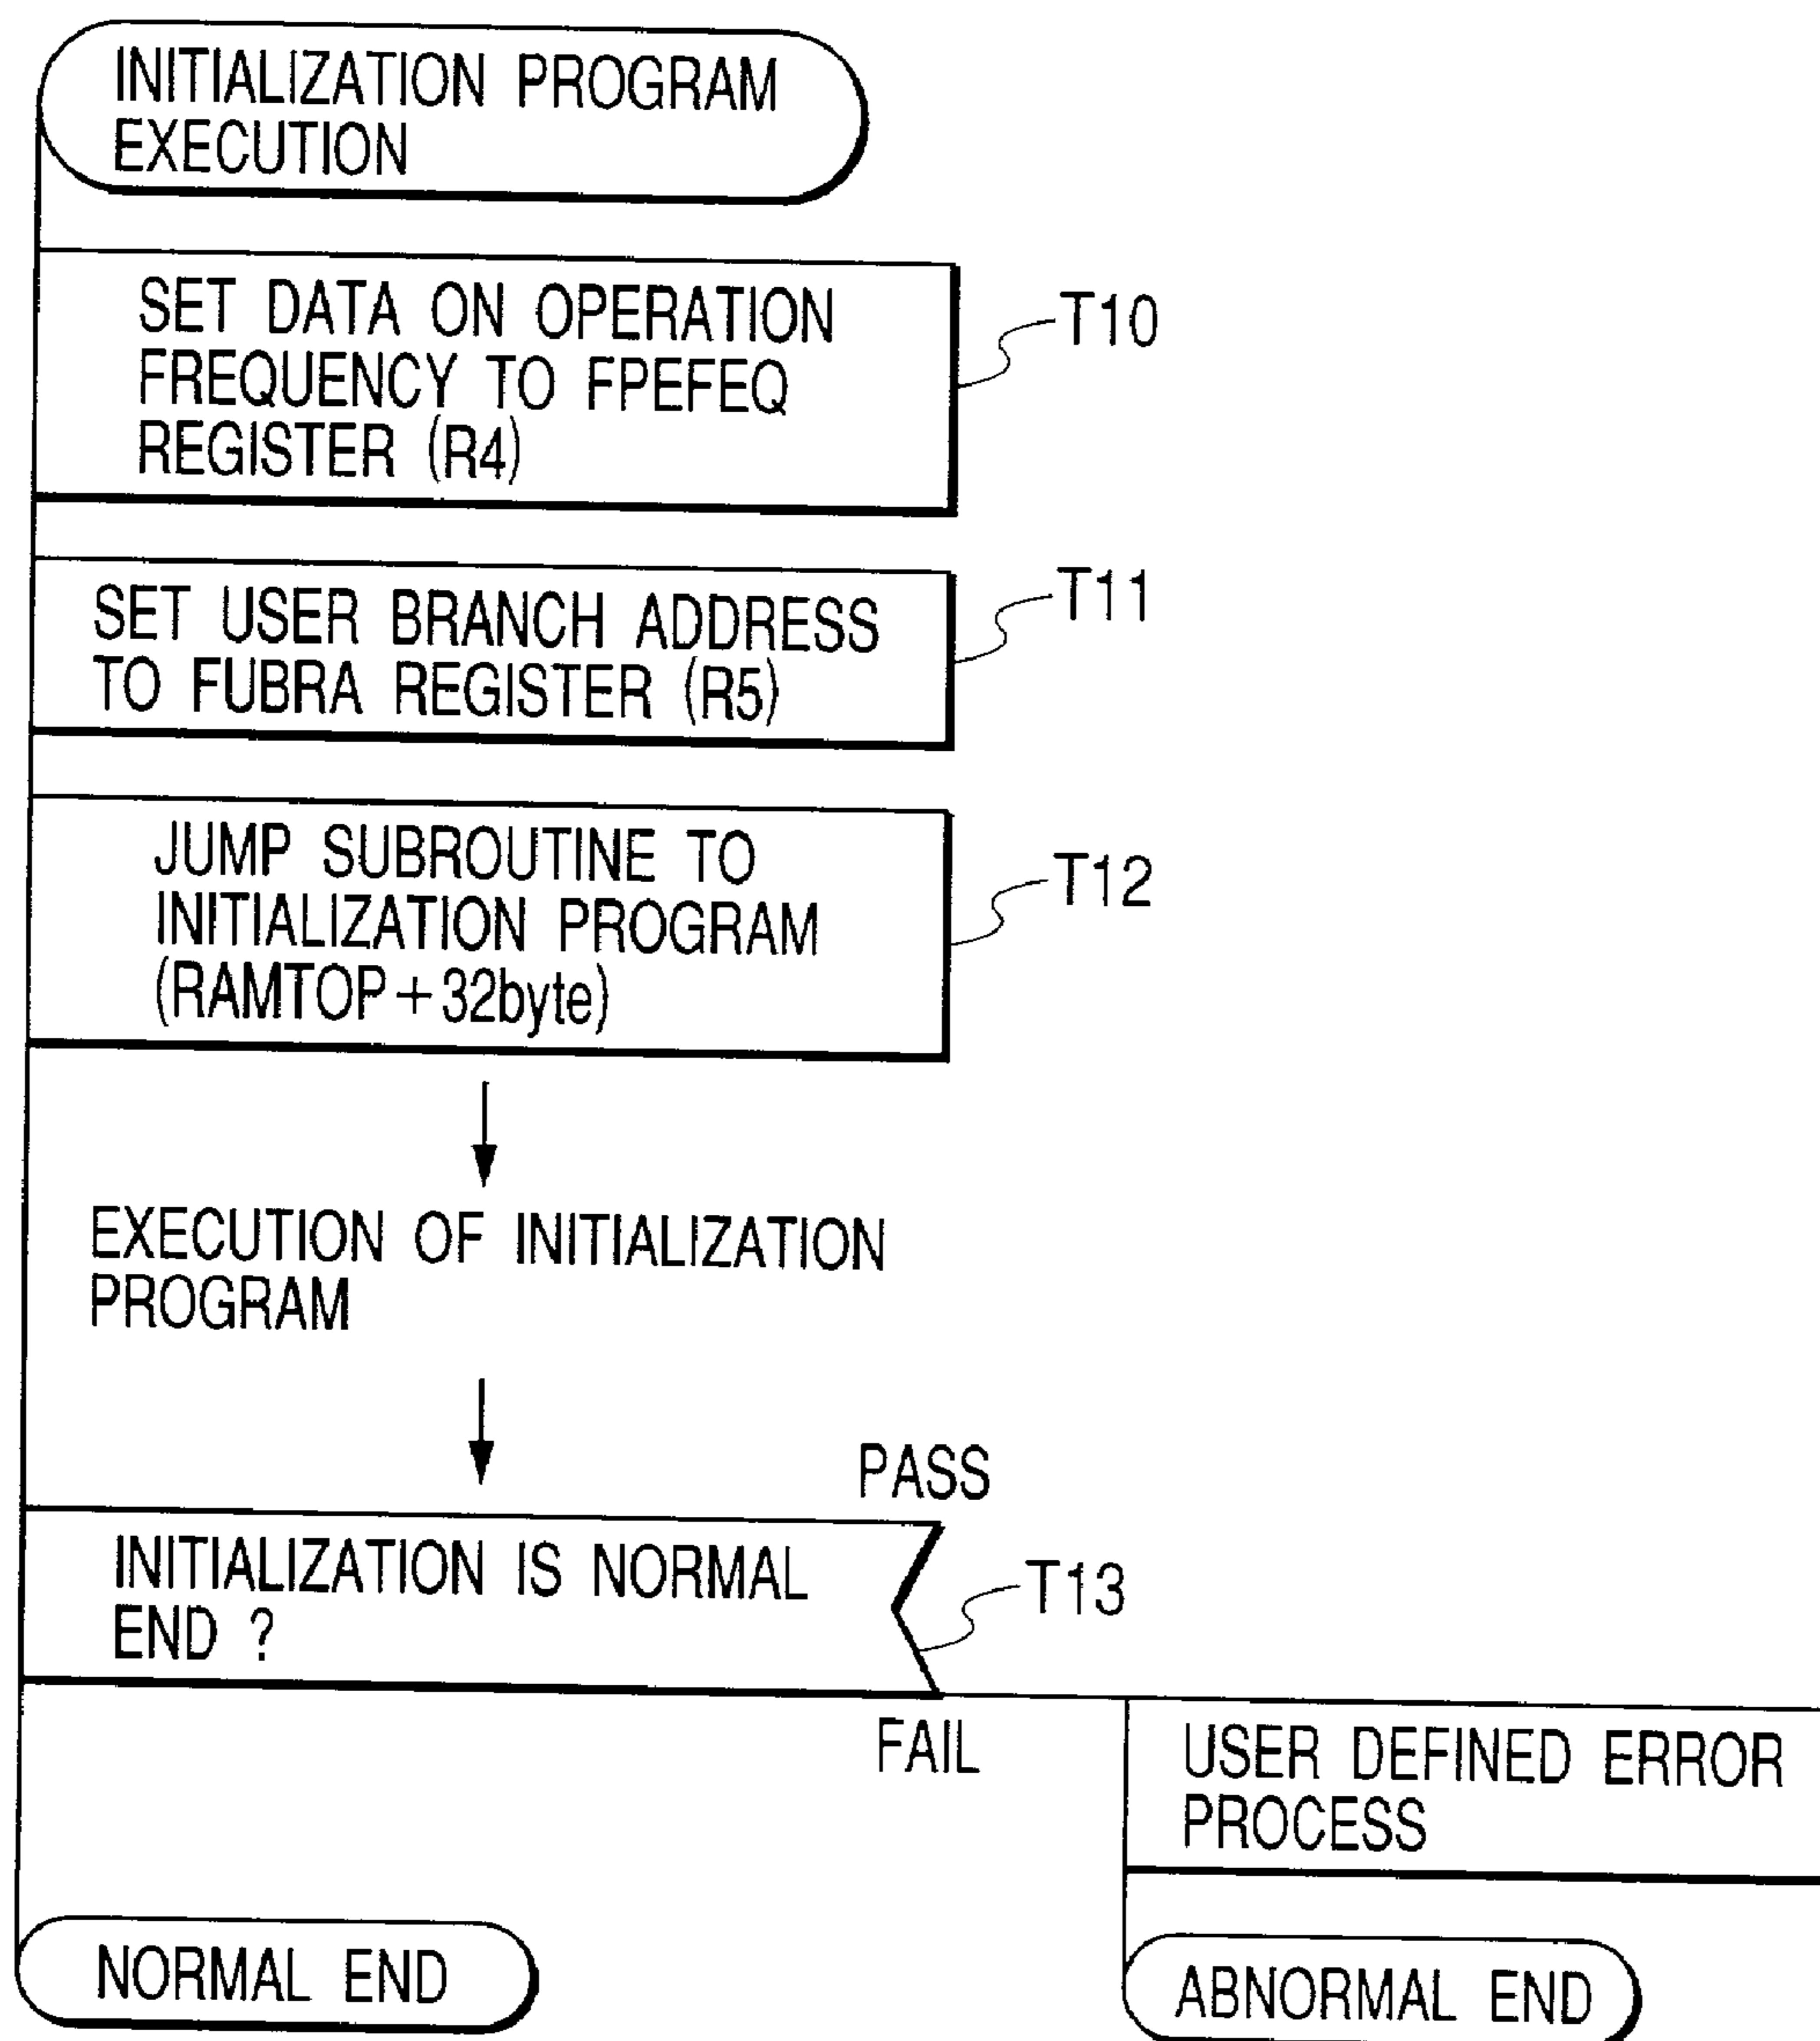 INITIALIZATION PROGRAM
EXECUTION
SET DATA ON OPERATION
FREQUENCY TO FPEFEQ
REGISTER (R4)
T10
SET USER BRANCH ADDRESS
TO FUBRA REGISTER (R5)
T11
JUMP SUBROUTINE TO
INITIALIZATION PROGRAM
(RAMTOP+32byte)
T12
EXECUTION OF INITIALIZATION
PROGRAM
PASS
INITIALIZATION IS NORMAL
END ?
T13
FAIL
USER DEFINED ERROR
PROCESS
NORMAL END
ABNORMAL END